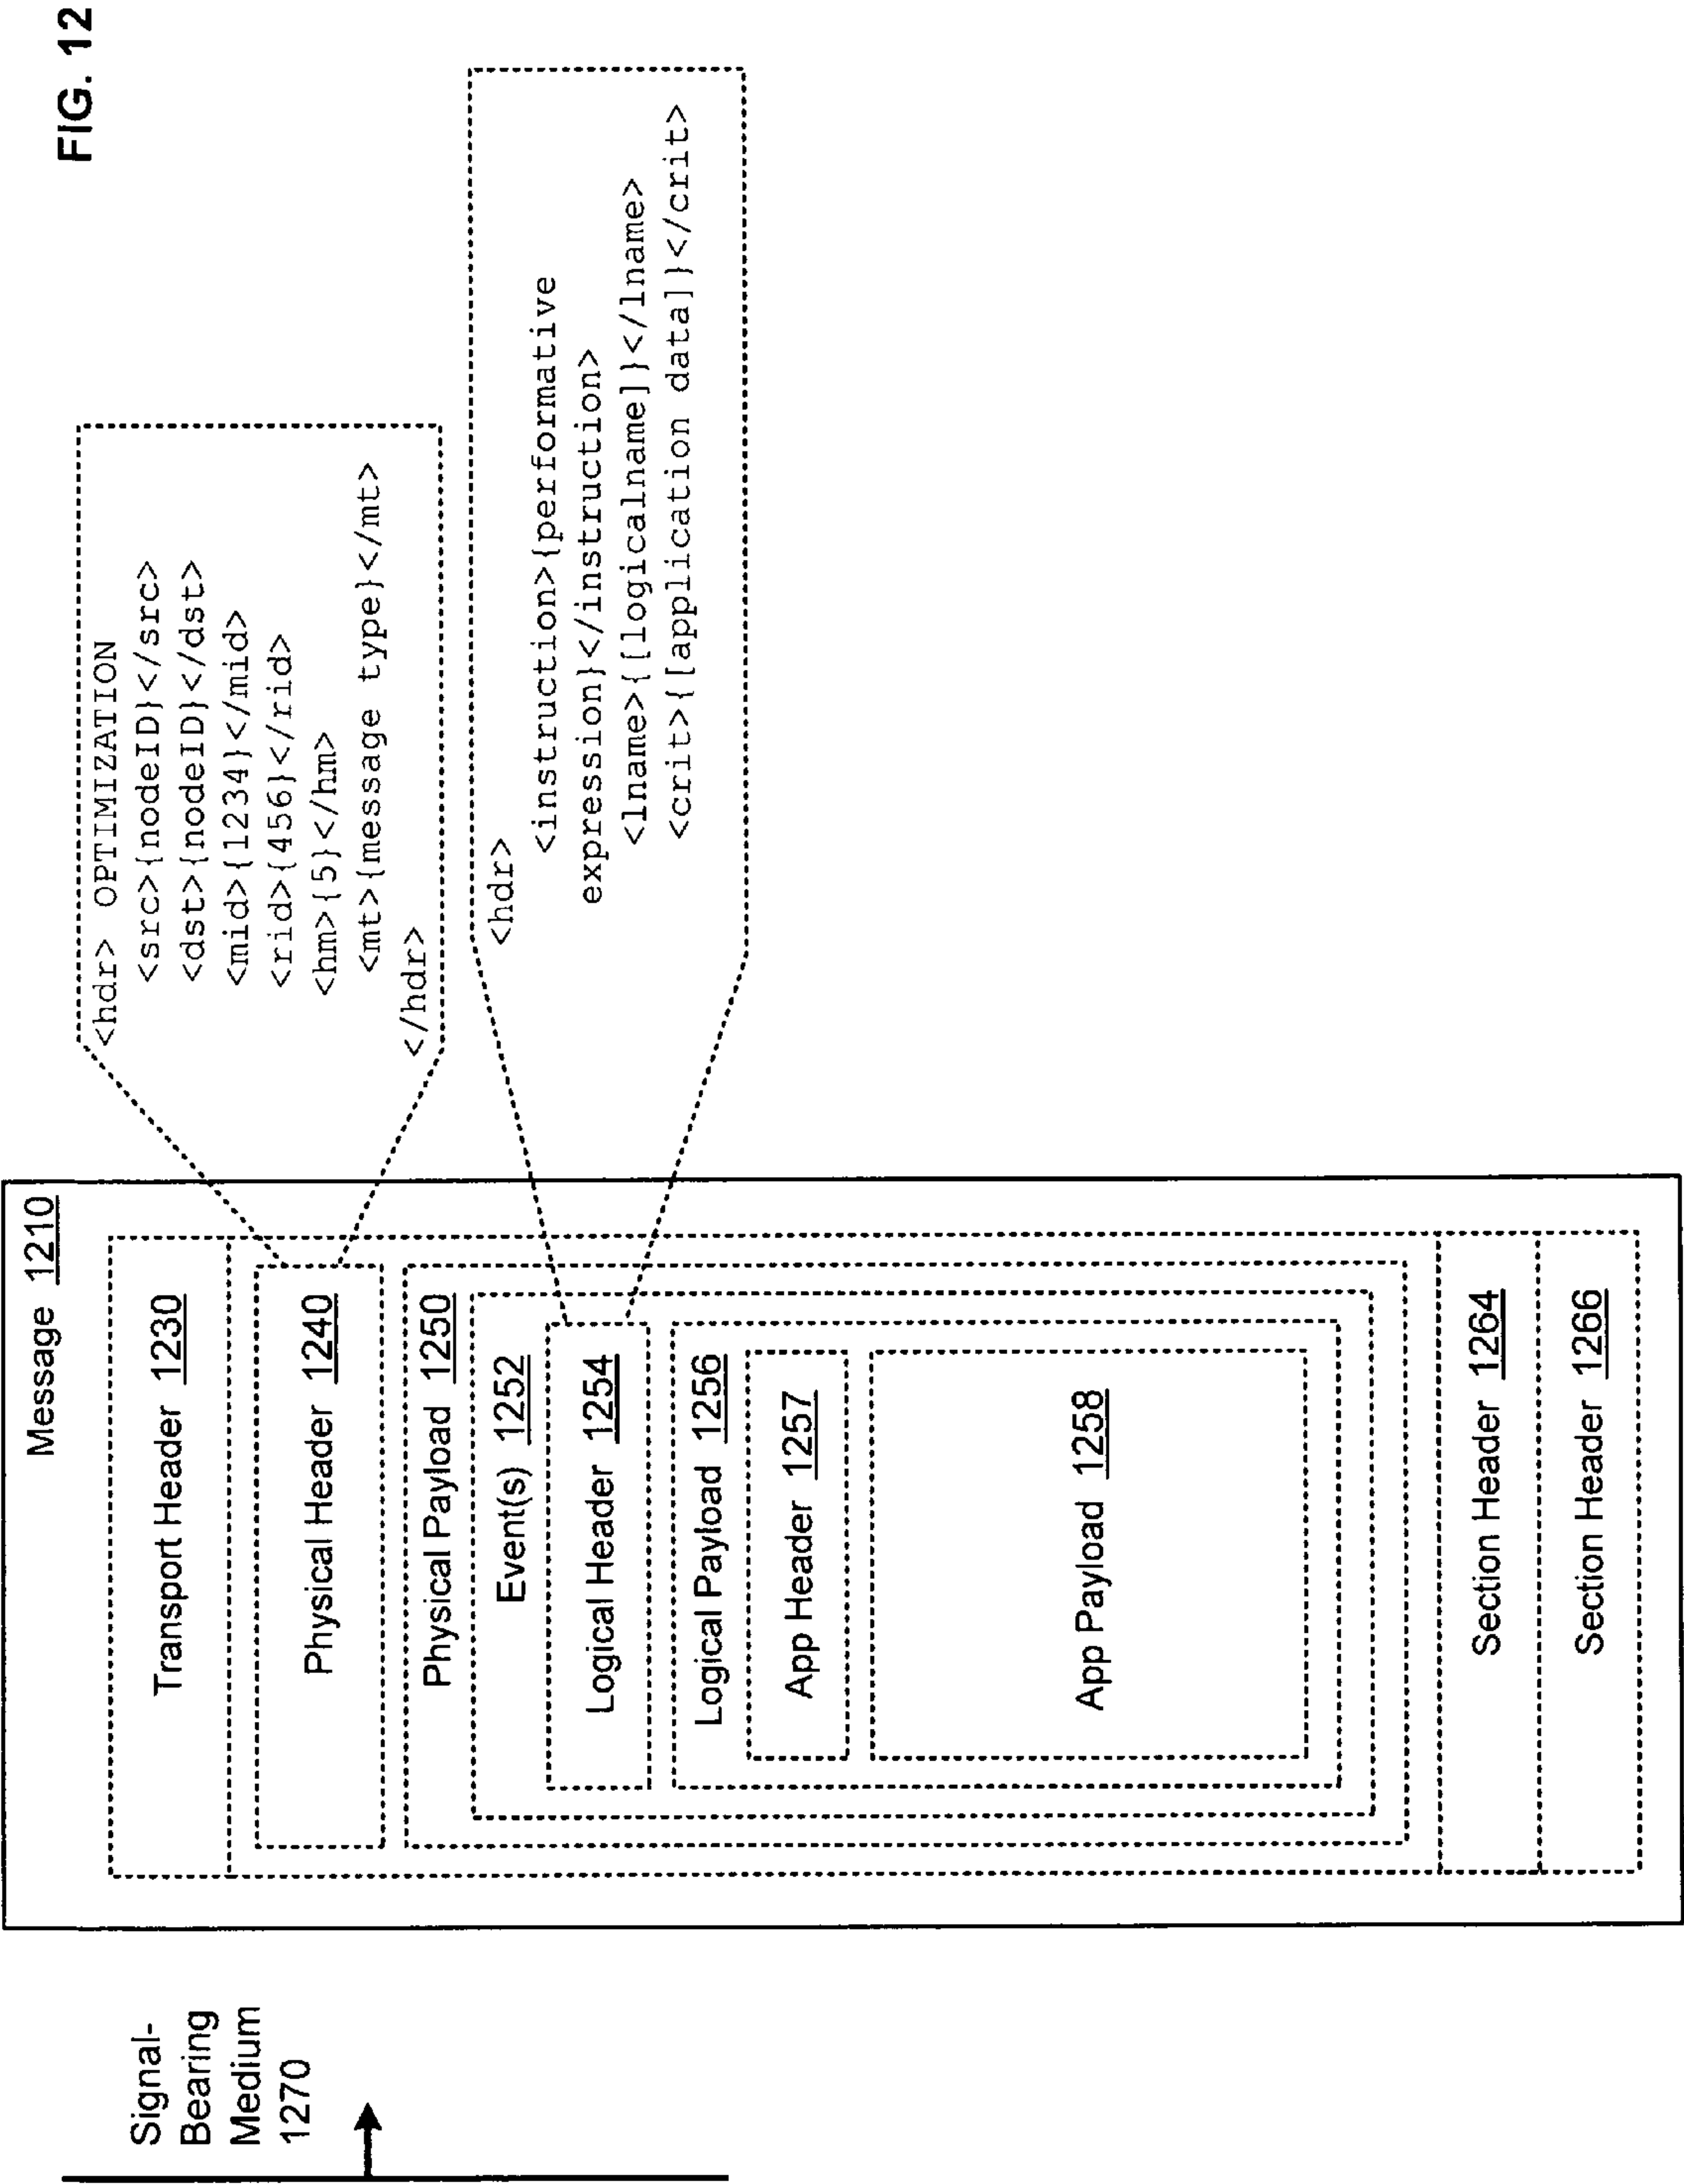 FIG. 12
Signal-
Bearing
Medium
1270
Message 1210
Transport Header 1230
Physical Header 1240
Physical Payload 1250
Event(s) 1252
Logical Header 1254
Logical Payload 1256
App Header 1257
App Payload 1258
Section Header 1264
Section Header 1266
<hdr> OPTIMIZATION
<src>{nodeID}</src>
<dst>{nodeID}</dst>
<mid>{1234}</mid>
<rid>{456}</rid>
<hm>{5}</hm>
<mt>{message type}</mt>
</hdr>
<hdr>
<instruction>{performative
expression}</instruction>
<lname>{[logicalname]}</lname>
<crit>{[application data]}</crit>